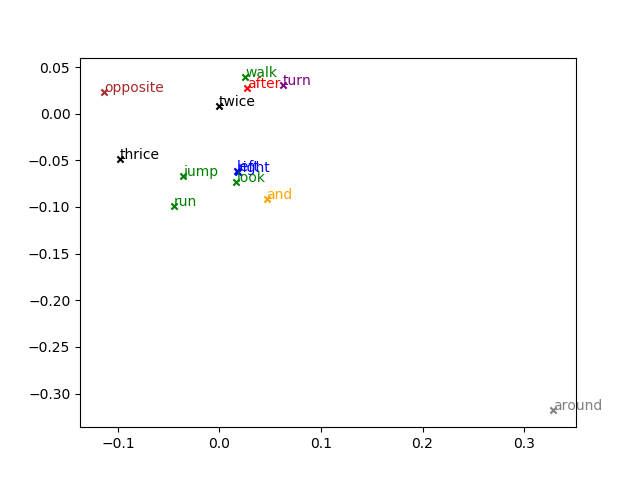 0.05
0.00
−0.05
−0.10
−0.15
−0.20
−0.25
−0.30
walk
after
turn
opposite
twice
thrice
left
right
jump
look
and
run
around
−0.1
0.0
0.1
0.2
0.3